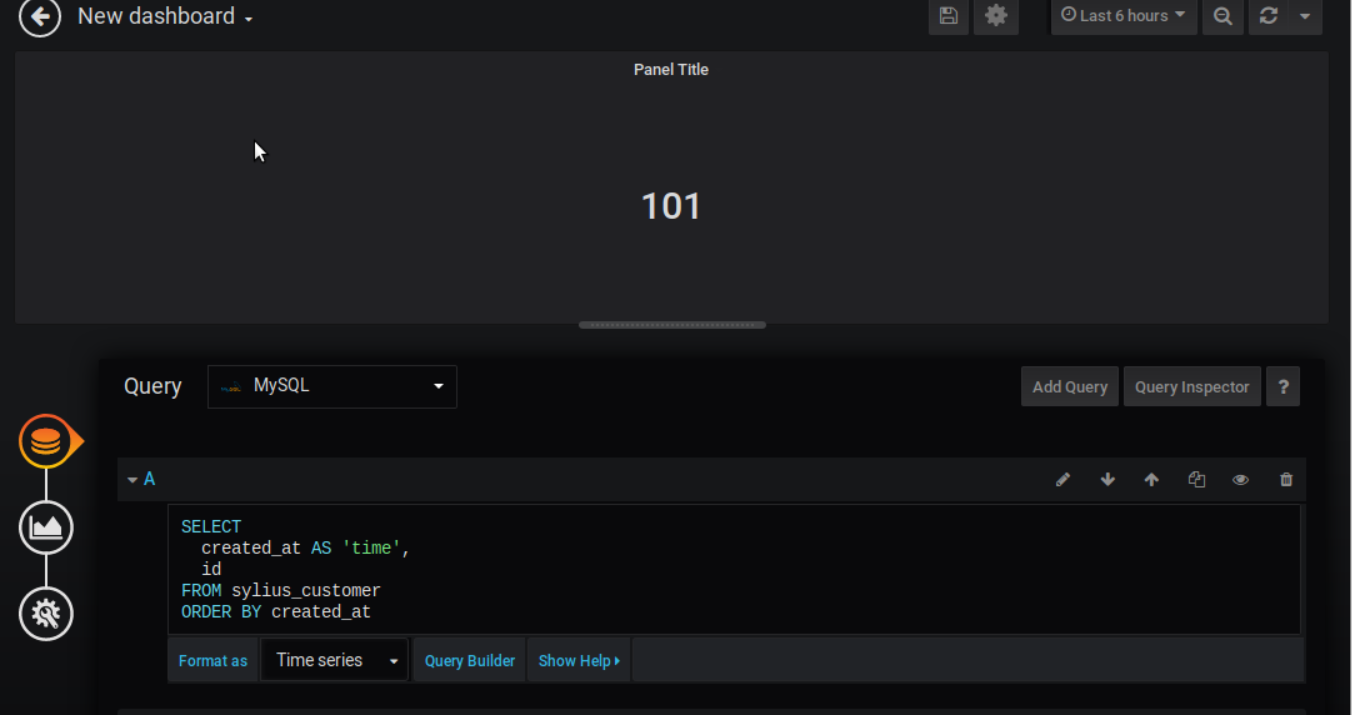 New dashboard
Last 6 hours
Panel Title
101
Query
MySQL
Add Query
Query Inspector
?
A
SELECT
created_at AS 'time',
id
FROM sylius_customer
ORDER BY created_at
Format as
Time series
Query Builder
Show Help